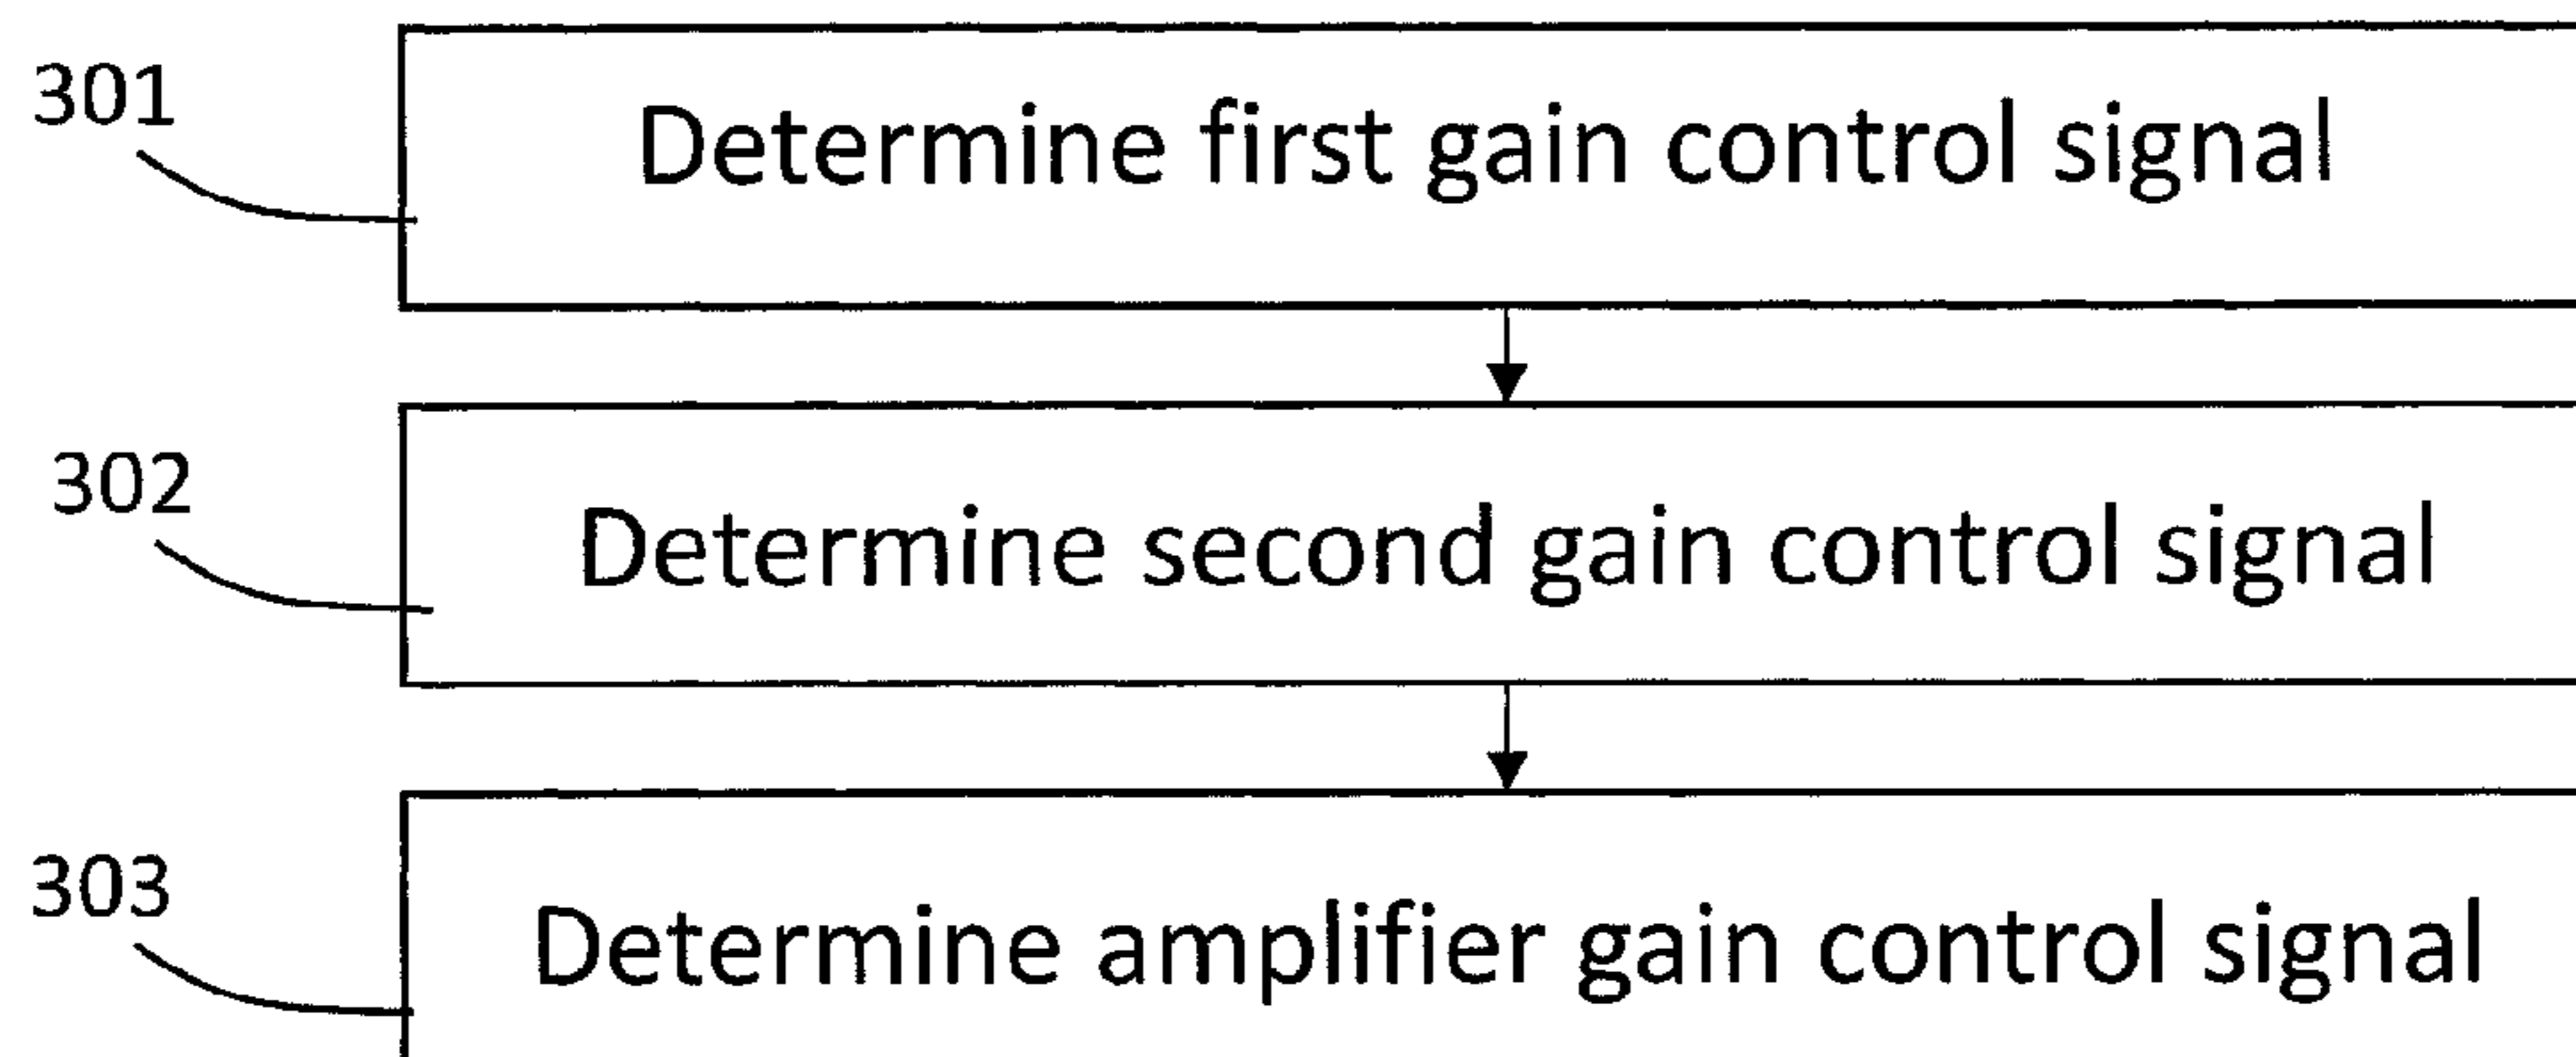 301
Determine first gain control signal
302
Determine second gain control signal
303
Determine amplifier gain control signal